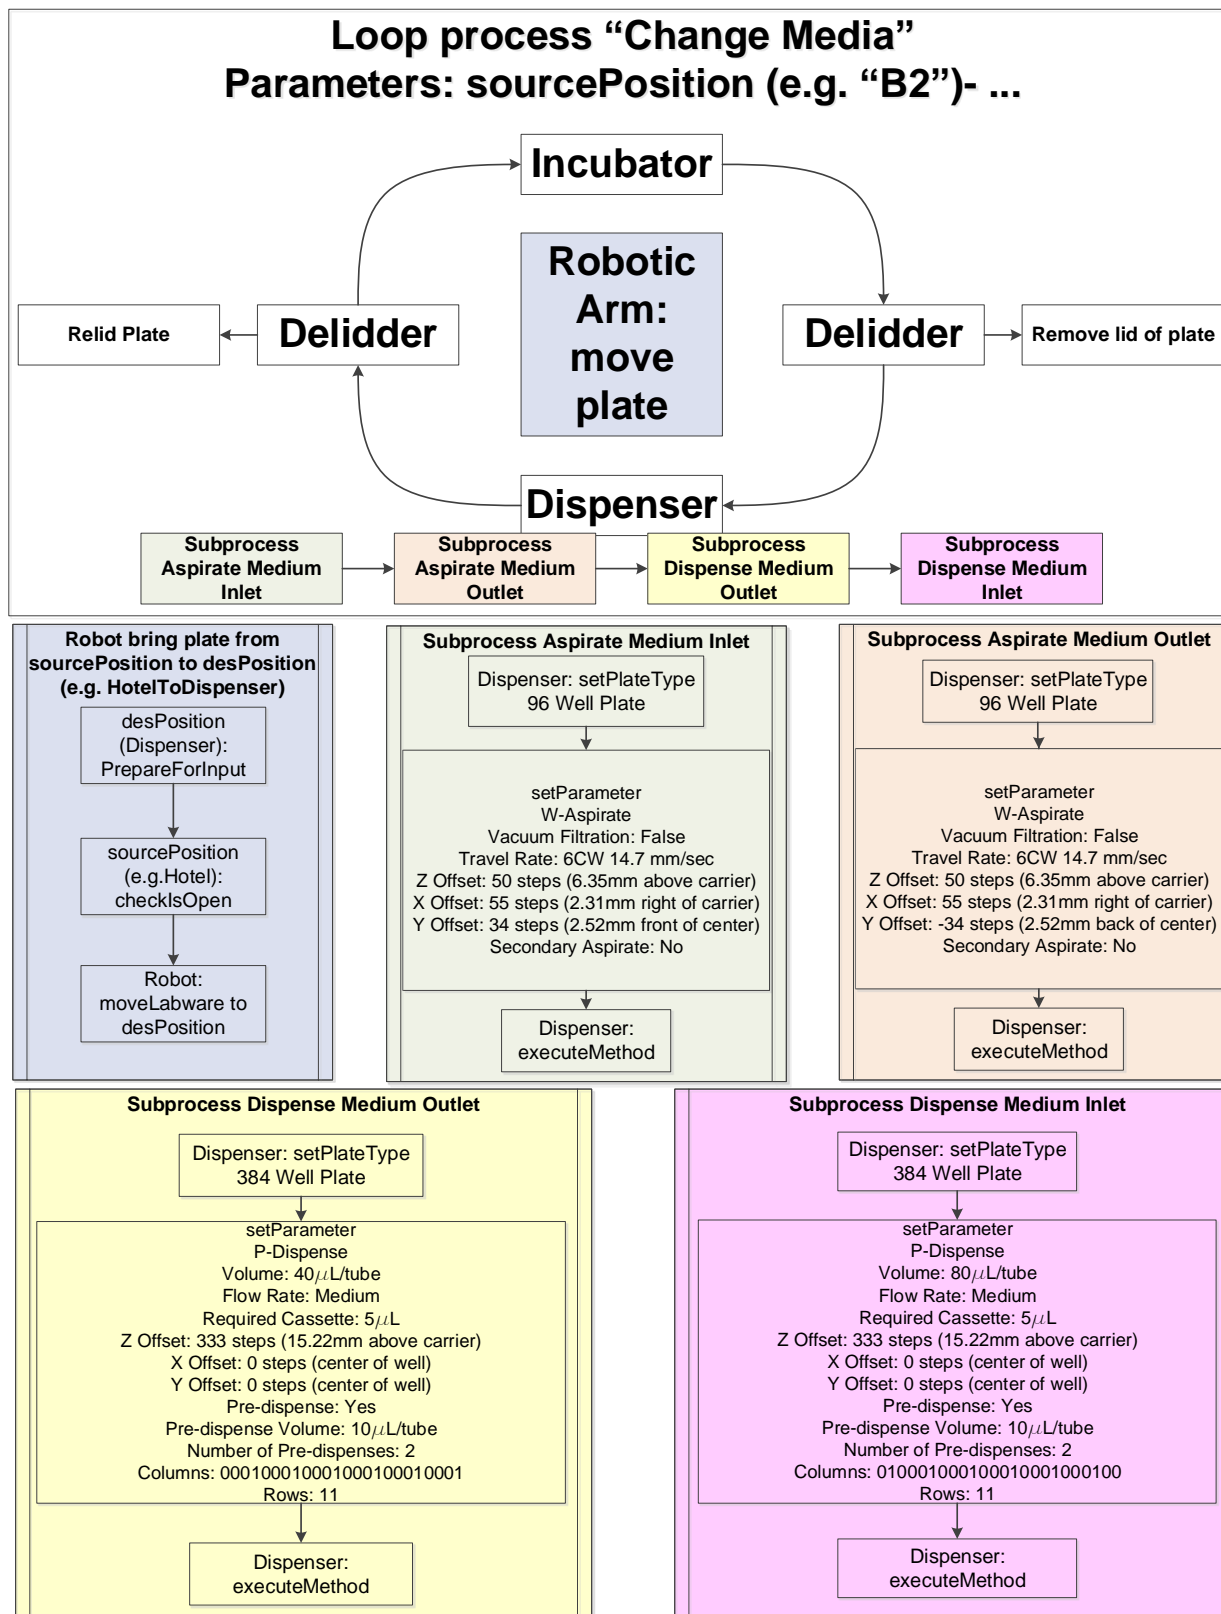 Loop process “Change Media”
Parameters: sourcePosition (e.g. “B2”)- ...
Incubator
Robotic
Arm:
move
plate
Relid Plate
Delidder
Delidder
Remove lid of plate
Dispenser
Subprocess
Aspirate Medium
Inlet
Subprocess
Aspirate Medium
Outlet
Subprocess
Dispense Medium
Outlet
Subprocess
Dispense Medium
Inlet
Robot bring plate from
sourcePosition to desPosition
(e.g. HotelToDispenser)
desPosition
(Dispenser):
PrepareForInput
sourcePosition
(e.g.Hotel):
checkIsOpen
Robot:
moveLabware to
desPosition
Subprocess Aspirate Medium Inlet
Dispenser: setPlateType
96 Well Plate
setParameter
W-Aspirate
Vacuum Filtration: False
Travel Rate: 6CW 14.7 mm/sec
Z Offset: 50 steps (6.35mm above carrier)
X Offset: 55 steps (2.31mm right of carrier)
Y Offset: 34 steps (2.52mm front of center)
Secondary Aspirate: No
Dispenser:
executeMethod
Subprocess Aspirate Medium Outlet
Dispenser: setPlateType
96 Well Plate
setParameter
W-Aspirate
Vacuum Filtration: False
Travel Rate: 6CW 14.7 mm/sec
Z Offset: 50 steps (6.35mm above carrier)
X Offset: 55 steps (2.31mm right of carrier)
Y Offset: -34 steps (2.52mm back of center)
Secondary Aspirate: No
Dispenser:
executeMethod
Subprocess Dispense Medium Outlet
Dispenser: setPlateType
384 Well Plate
setParameter
P-Dispense
Volume: 40μL/tube
Flow Rate: Medium
Required Cassette: 5μL
Z Offset: 333 steps (15.22mm above carrier)
X Offset: 0 steps (center of well)
Y Offset: 0 steps (center of well)
Pre-dispense: Yes
Pre-dispense Volume: 10μL/tube
Number of Pre-dispenses: 2
Columns: 000100010001000100010001
Rows: 11
Dispenser:
executeMethod
Subprocess Dispense Medium Inlet
Dispenser: setPlateType
384 Well Plate
setParameter
P-Dispense
Volume: 80μL/tube
Flow Rate: Medium
Required Cassette: 5μL
Z Offset: 333 steps (15.22mm above carrier)
X Offset: 0 steps (center of well)
Y Offset: 0 steps (center of well)
Pre-dispense: Yes
Pre-dispense Volume: 10μL/tube
Number of Pre-dispenses: 2
Columns: 010001000100010001000100
Rows: 11
Dispenser:
executeMethod